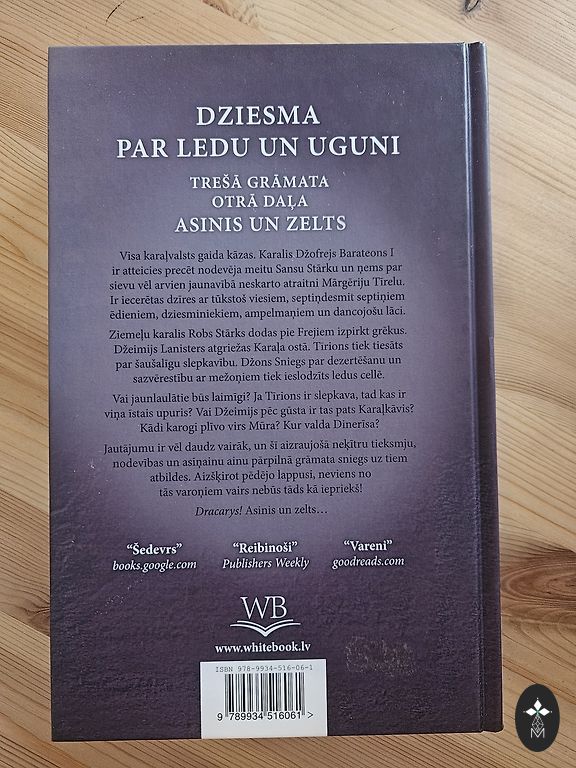 DZIESMA
PAR LEDU UN UGUNI
TREŠĀ GRĀMATA
OTRĀ DAĻA
ASINIS UN ZELTS
Visa karaļvalsts gaida kāzas. Karalis Džofrejs Barateons I
ir atteicies precēt nodevēja meitu Sansu Stārku un ņems par
sievu vēl arvien jaunavībā neskarto atraitni Mārgēriju Tirelu.
Ir iecerētas dzīres ar tūkstoš viesiem, septiņdesmit septiņiem
ēdieniem, dziesminiekiem, ampelmaņiem un dancojošu lāci.
Ziemeļu karalis Robs Stārks dodas pie Frejiem izpirkt grēkus.
Džeimijs Lanisters atgriežas Karaļa ostā. Tirions tiek tiesāts
par šaušalīgu slepkavību. Džons Sniegs par dezertēšanu un
sazvērestību ar mežoņiem tiek ieslodzīts ledus cellē.
Vai jaunlaulātie būs laimīgi? Ja Tirions ir slepkava, tad kas ir
viņa īstais upuris? Vai Džeimijs pēc gūsta ir tas pats Karaļkāvis?
Kādi karogi plīvo virs Mūra? Kur valda Dinerīsa?
Jautājumu ir vēl daudz vairāk, un šī aizraujošā neķītru tieksmju,
nodevības un asiņainu ainu pārpilnā grāmata sniegs uz tiem
atbildes. Aizšķirot pēdējo lappusi, neviens no
tās varoņiem vairs nebūs tāds kā iepriekš!
Dracarys! Asinis un zelts…
“Šedevrs” “Reibinoši” “Vareni”
books.google.com Publishers Weekly goodreads.com
WB
www.whitebook.lv
ISBN 978-9934-516-06-1
9 789934 516061 >
M